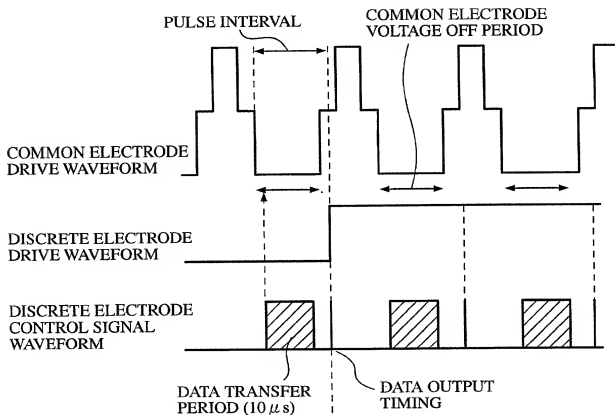 PULSE INTERVAL
COMMON ELECTRODE
VOLTAGE OFF PERIOD
COMMON ELECTRODE
DRIVE WAVEFORM
DISCRETE ELECTRODE
DRIVE WAVEFORM
DISCRETE ELECTRODE
CONTROL SIGNAL
WAVEFORM
DATA TRANSFER
PERIOD (10 μs)
DATA OUTPUT
TIMING